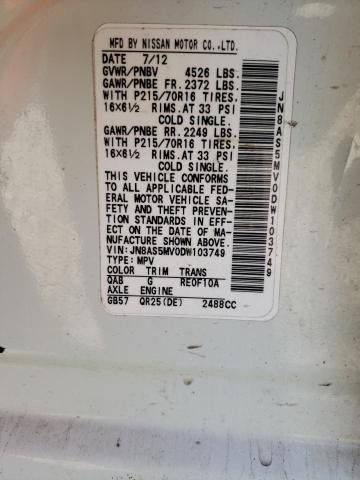 MFD BY NISSAN MOTOR CO.,LTD.
DATE 7/12
GVWR/PNBV 4526 LBS.
GAWR/PNBE FR. 2372 LBS.
WITH P215/70R16 TIRES,
16X6½ RIMS.AT 33 PSI
COLD SINGLE.
GAWR/PNBE RR. 2249 LBS.
WITH P215/70R16 TIRES,
16X6½ RIMS.AT 33 PSI
COLD SINGLE.
THIS VEHICLE CONFORMS
TO ALL APPLICABLE FED-
ERAL MOTOR VEHICLE SA-
FETY AND THEFT PREVEN-
TION STANDARDS IN EFF-
ECT ON THE DATE OF MA-
NUFACTURE SHOWN ABOVE.
VIN: JN8AS5MV0DW103749
TYPE: MPV
COLOR TRIM TRANS
QAB G RE0F10A
AXLE ENGINE
GB57 QR25(DE) 2488CC
JN8AS5MV0DW103749